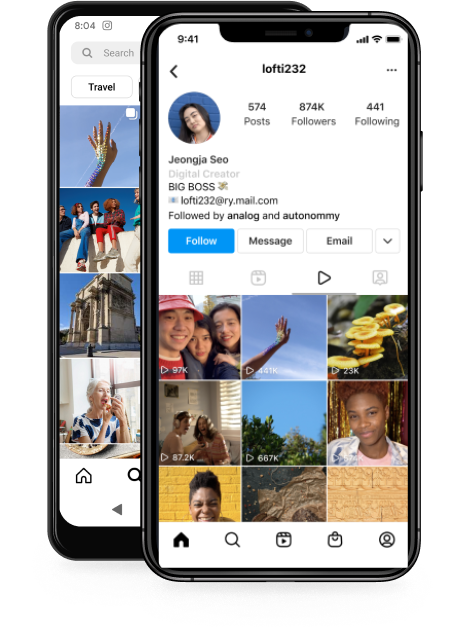 8:04
Search
Travel
9:41
lofti232
574 874K 441
Posts Followers Following
Jeongja Seo
Digital Creator
BIG BOSS
lofti232@ry.mail.com
Followed by analog and autonommy
Follow Message Email
97K 441K 23K
87.2K 667K